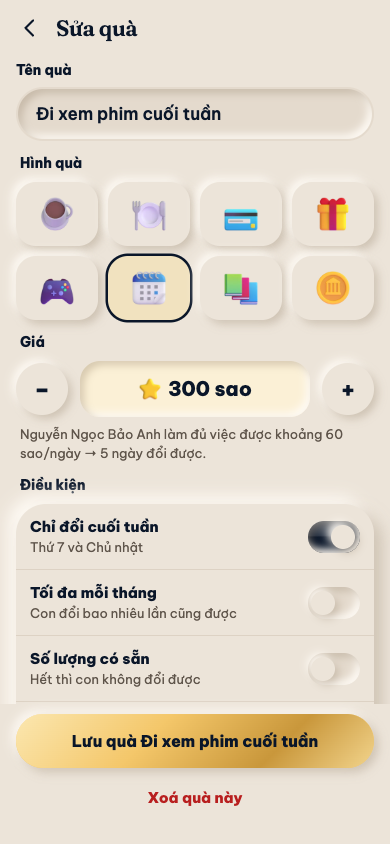 Sửa quà
Tên quà
Đi xem phim cuối tuần
Hình quà
Giá
−
300 sao
+
Nguyễn Ngọc Bảo Anh làm đủ việc được khoảng 60
sao/ngày → 5 ngày đổi được.
Điều kiện
Chỉ đổi cuối tuần
Thứ 7 và Chủ nhật
Tối đa mỗi tháng
Con đổi bao nhiêu lần cũng được
Số lượng có sẵn
Hết thì con không đổi được
Lưu quà Đi xem phim cuối tuần
Xoá quà này